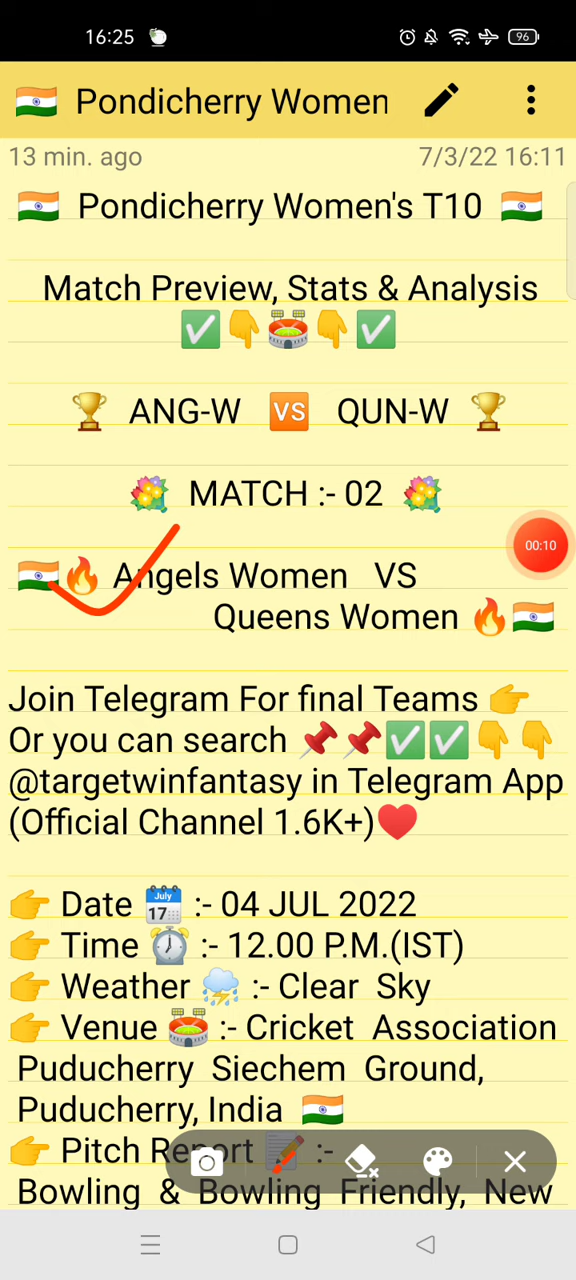 16:25
96
Pondicherry Women
13 min. ago
7/3/22 16:11
Pondicherry Women's T10
Match Preview, Stats & Analysis
ANG-W VS QUN-W
MATCH :- 02
00:10
Angels Women VS
Queens Women
Join Telegram For final Teams
Or you can search
@targetwinfantasy in Telegram App
(Official Channel 1.6K+)
Date July 17 :- 04 JUL 2022
Time :- 12.00 P.M.(IST)
Weather :- Clear Sky
Venue :- Cricket Association
Puducherry Siechem Ground,
Puducherry, India
Pitch Report :-
Bowling & Bowling Friendly, New